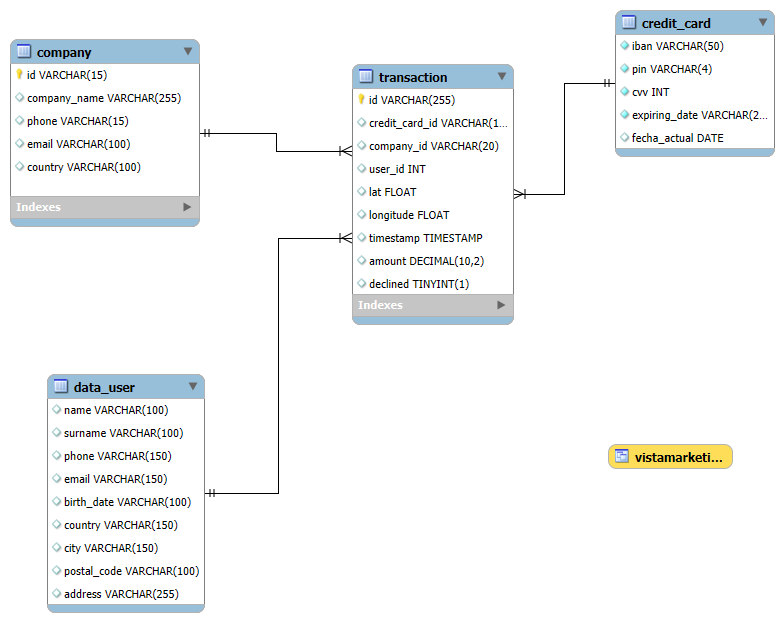 company
id VARCHAR(15)
company_name VARCHAR(255)
phone VARCHAR(15)
email VARCHAR(100)
country VARCHAR(100)
Indexes
transaction
id VARCHAR(255)
credit_card_id VARCHAR(1...
company_id VARCHAR(20)
user_id INT
lat FLOAT
longitude FLOAT
timestamp TIMESTAMP
amount DECIMAL(10,2)
declined TINYINT(1)
Indexes
credit_card
iban VARCHAR(50)
pin VARCHAR(4)
cvv INT
expiring_date VARCHAR(2...
fecha_actual DATE
data_user
name VARCHAR(100)
surname VARCHAR(100)
phone VARCHAR(150)
email VARCHAR(150)
birth_date VARCHAR(100)
country VARCHAR(150)
city VARCHAR(150)
postal_code VARCHAR(100)
address VARCHAR(255)
vistamarketi...